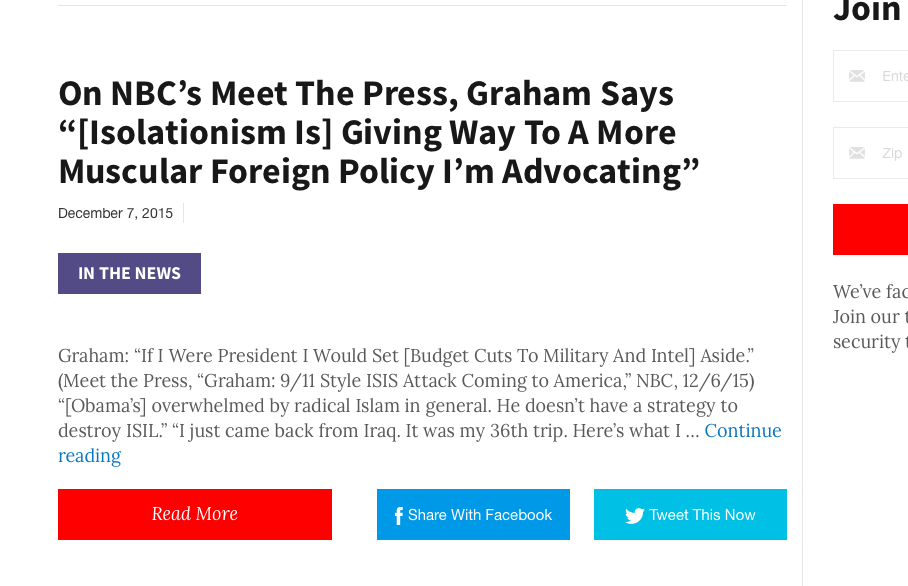 Join
On NBC’s Meet The Press, Graham Says
“[Isolationism Is] Giving Way To A More
Muscular Foreign Policy I’m Advocating”
December 7, 2015
IN THE NEWS
Graham: “If I Were President I Would Set [Budget Cuts To Military And Intel] Aside.”
(Meet the Press, “Graham: 9/11 Style ISIS Attack Coming to America,” NBC, 12/6/15)
“[Obama’s] overwhelmed by radical Islam in general. He doesn’t have a strategy to
destroy ISIL.” “I just came back from Iraq. It was my 36th trip. Here’s what I … Continue
reading
Read More
Share With Facebook
Tweet This Now
Zip
We’ve
Join our
security